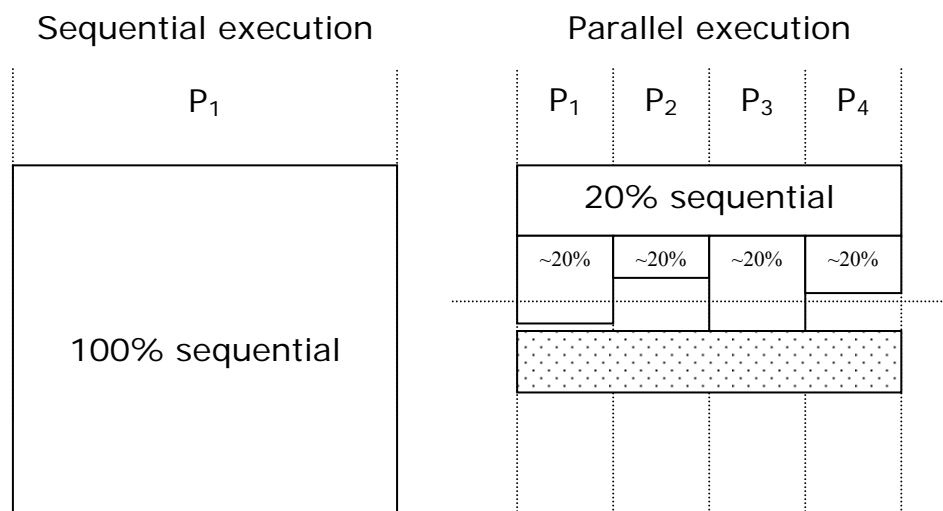 Sequential execution
Parallel execution
P₁
P₁ P₂ P₃ P₄
20% sequential
~20% ~20% ~20% ~20%
100% sequential